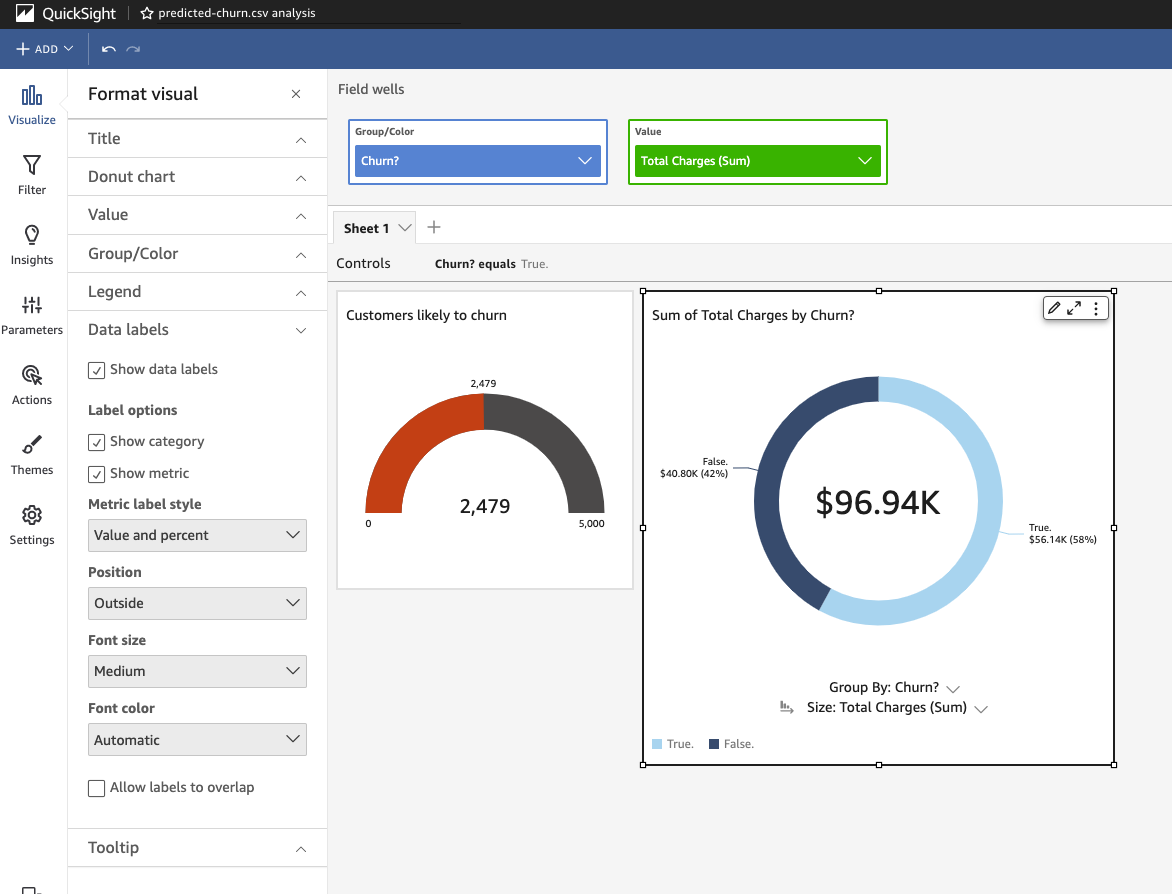 QuickSight
predicted-churn.csv analysis
ADD
Visualize
Filter
Insights
Parameters
Actions
Themes
Settings
Format visual
Title
Donut chart
Value
Group/Color
Legend
Data labels
Show data labels
Label options
Show category
Show metric
Metric label style
Value and percent
Position
Outside
Font size
Medium
Font color
Automatic
Allow labels to overlap
Tooltip
Field wells
Group/Color
Churn?
Value
Total Charges (Sum)
Sheet 1
Controls
Churn? equals True.
Customers likely to churn
2,479
2,479
0
5,000
Sum of Total Charges by Churn?
False.
$40.80K (42%)
$96.94K
True.
$56.14K (58%)
Group By: Churn?
Size: Total Charges (Sum)
True.
False.